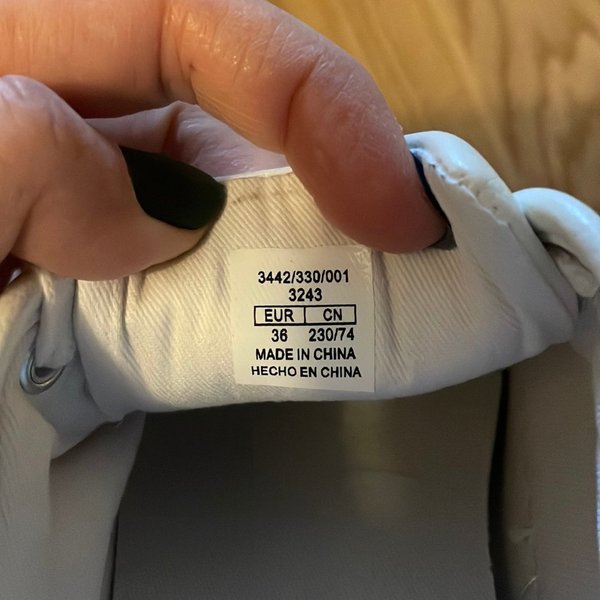 3442/330/001
3243
EUR CN
36 230/74
MADE IN CHINA
HECHO EN CHINA